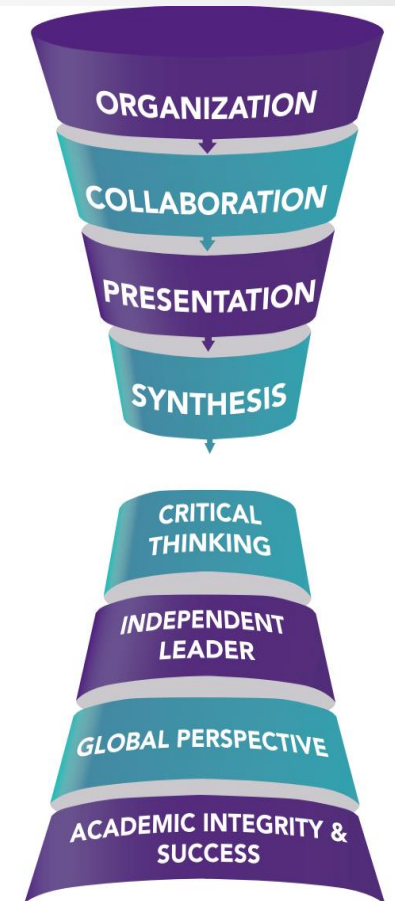 ORGANIZATION
COLLABORATION
PRESENTATION
SYNTHESIS
CRITICAL
THINKING
INDEPENDENT
LEADER
GLOBAL PERSPECTIVE
ACADEMIC INTEGRITY &
SUCCESS